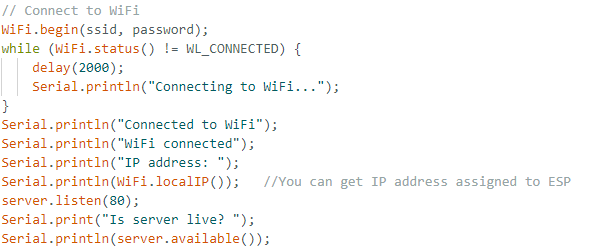 // Connect to WiFi
WiFi.begin(ssid, password);
while (WiFi.status() != WL_CONNECTED) {
    delay(2000);
    Serial.println("Connecting to WiFi...");
}
Serial.println("Connected to WiFi");
Serial.println("WiFi connected");
Serial.println("IP address: ");
Serial.println(WiFi.localIP());   //You can get IP address assigned to ESP
server.listen(80);
Serial.print("Is server live? ");
Serial.println(server.available());